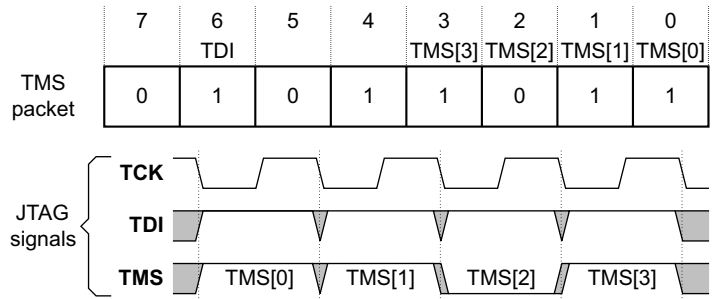 7 6 5 4 3 2 1 0
TDI TMS[3] TMS[2] TMS[1] TMS[0]
TMS
packet
0 1 0 1 1 0 1 1
TCK
JTAG
signals
TDI
TMS TMS[0] TMS[1] TMS[2] TMS[3]